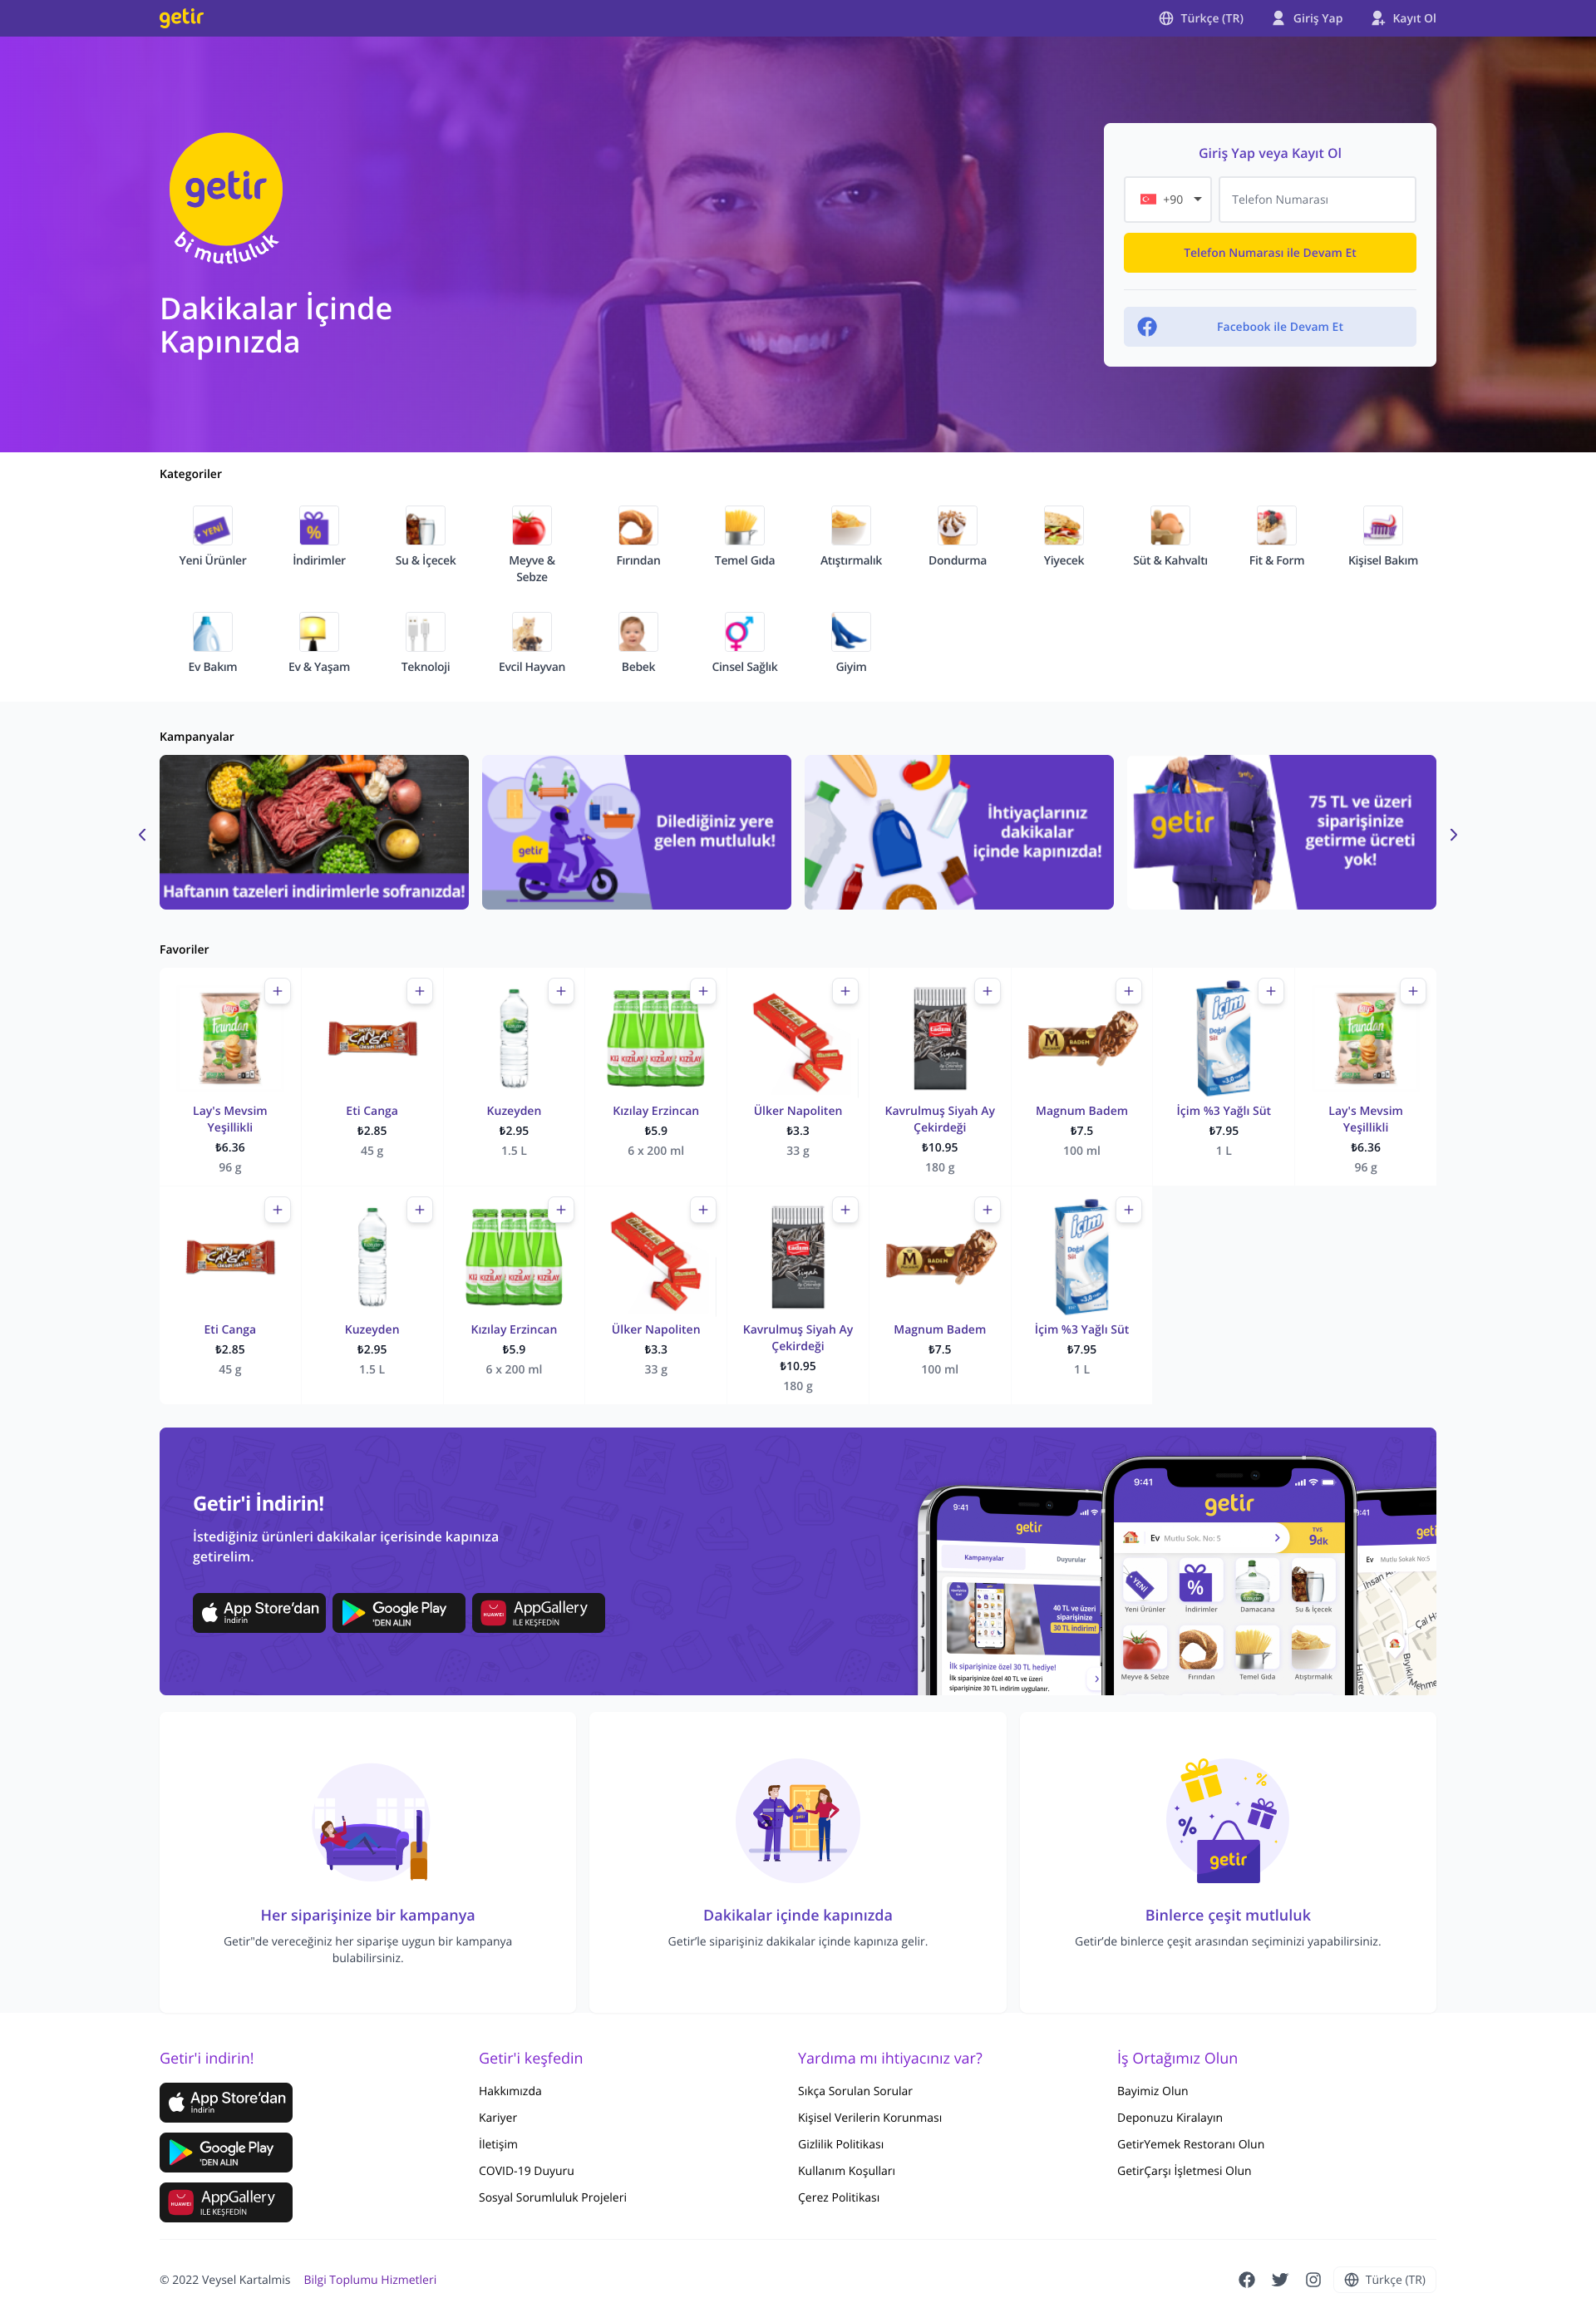 getir
Türkçe (TR)
Giriş Yap
Kayıt Ol
getir
bi mutluluk
Dakikalar İçinde
Kapınızda
Giriş Yap veya Kayıt Ol
+90
Telefon Numarası
Telefon Numarası ile Devam Et
Facebook ile Devam Et
Kategoriler
YENİ
%
Yeni Ürünler
İndirimler
Su & İçecek
Meyve &
Sebze
Fırından
Temel Gıda
Atıştırmalık
Dondurma
Yiyecek
Süt & Kahvaltı
Fit & Form
Kişisel Bakım
Ev Bakım
Ev & Yaşam
Teknoloji
Evcil Hayvan
Bebek
Cinsel Sağlık
Giyim
Kampanyalar
Haftanın tazeleri indirimlerle sofranızda!
getir
Dilediğiniz yere
gelen mutluluk!
İhtiyaçlarınız
dakikalar
içinde kapınızda!
getir
75 TL ve üzeri
siparişinize
getirme ücreti
yok!
Favoriler
Lay's Mevsim
Yeşillikli
₺6.36
96 g
Eti Canga
₺2.85
45 g
Kuzeyden
₺2.95
1.5 L
Kızılay Erzincan
₺5.9
6 x 200 ml
Ülker Napoliten
₺3.3
33 g
Kavrulmuş Siyah Ay
Çekirdeği
₺10.95
180 g
Magnum Badem
₺7.5
100 ml
İçim %3 Yağlı Süt
₺7.95
1 L
Lay's Mevsim
Yeşillikli
₺6.36
96 g
Eti Canga
₺2.85
45 g
Kuzeyden
₺2.95
1.5 L
Kızılay Erzincan
₺5.9
6 x 200 ml
Ülker Napoliten
₺3.3
33 g
Kavrulmuş Siyah Ay
Çekirdeği
₺10.95
180 g
Magnum Badem
₺7.5
100 ml
İçim %3 Yağlı Süt
₺7.95
1 L
Getir'i İndirin!
İstediğiniz ürünleri dakikalar içerisinde kapınıza
getirelim.
App Store'dan
İndirin
Google Play
'DEN ALIN
HUAWEI
AppGallery
ILE KEŞFEDİN
9:41
getir
Kampanyalar
Duyurular
40 TL ve üzeri
siparişinize
30 TL indirim!
İlk siparişinize özel 30 TL hediye!
İlk siparişinize özel 40 TL ve üzeri
siparişinize 30 TL indirim uygulanır.
9:41
getir
Ev Mutlu Sok. No: 5
TVS
9dk
YENİ
%
Yeni Ürünler
İndirimler
Damacana
Su & İçecek
Meyve & Sebze
Fırından
Temel Gıda
Atıştırmalık
Ev Mutlu Sokak No:5
Her siparişinize bir kampanya
Getir"de vereceğiniz her siparişe uygun bir kampanya
bulabilirsiniz.
Dakikalar içinde kapınızda
Getir’le siparişiniz dakikalar içinde kapınıza gelir.
getir
Binlerce çeşit mutluluk
Getir’de binlerce çeşit arasından seçiminizi yapabilirsiniz.
Getir'i indirin!
App Store'dan
İndirin
Google Play
'DEN ALIN
HUAWEI
AppGallery
ILE KEŞFEDİN
Getir'i keşfedin
Hakkımızda
Kariyer
İletişim
COVID-19 Duyuru
Sosyal Sorumluluk Projeleri
Yardıma mı ihtiyacınız var?
Sıkça Sorulan Sorular
Kişisel Verilerin Korunması
Gizlilik Politikası
Kullanım Koşulları
Çerez Politikası
İş Ortağımız Olun
Bayimiz Olun
Deponuzu Kiralayın
GetirYemek Restoranı Olun
GetirÇarşı İşletmesi Olun
© 2022 Veysel Kartalmis
Bilgi Toplumu Hizmetleri
Türkçe (TR)